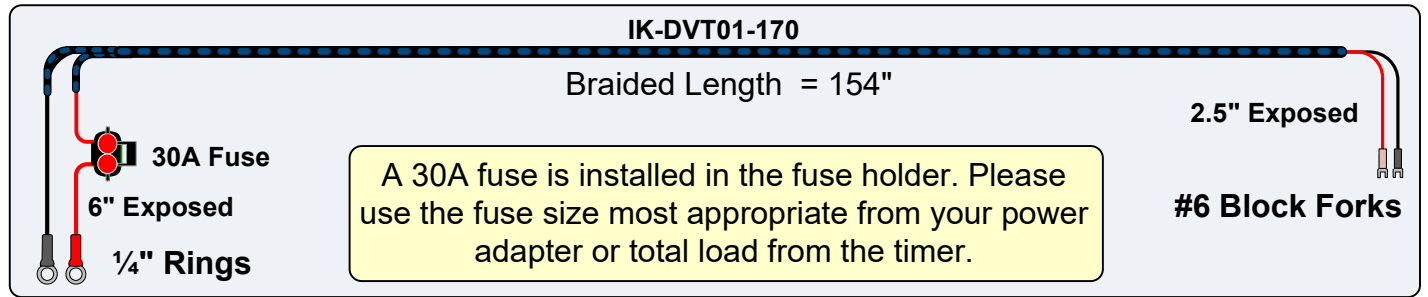 IK-DVT01-170
Braided Length = 154"
2.5" Exposed
30A Fuse
6" Exposed
¼" Rings
A 30A fuse is installed in the fuse holder. Please
use the fuse size most appropriate from your power
adapter or total load from the timer.
#6 Block Forks